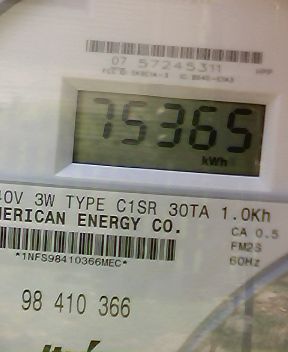 07 57245311
75365
kWh
40V 3W TYPE C1SR 30TA 1.0Kh
MERICAN ENERGY CO.
CA 0.5
FM2S
60Hz
*1NFS98410366MEC*
98 410 366